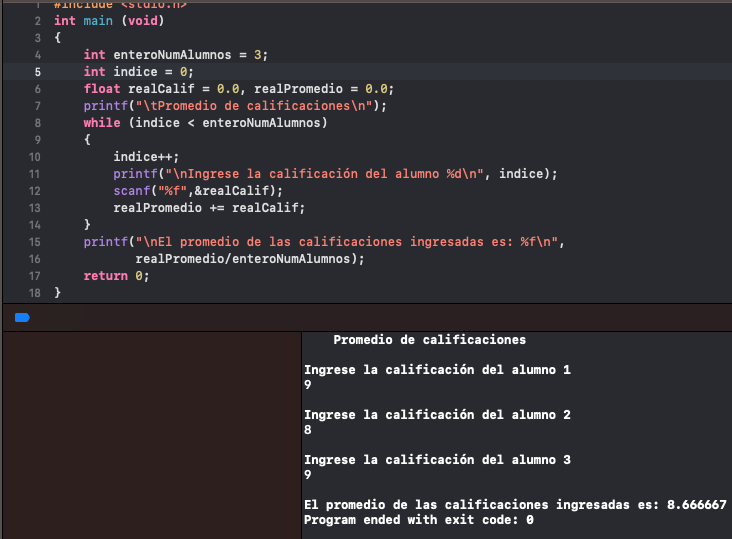 1 #include <stdio.h>
2 int main (void)
3 {
4 int enteroNumAlumnos = 3;
5 int indice = 0;
6 float realCalif = 0.0, realPromedio = 0.0;
7 printf("\tPromedio de calificaciones\n");
8 while (indice < enteroNumAlumnos)
9 {
10 indice++;
11 printf("\nIngrese la calificación del alumno %d\n", indice);
12 scanf("%f",&realCalif);
13 realPromedio += realCalif;
14 }
15 printf("\nEl promedio de las calificaciones ingresadas es: %f\n",
16 realPromedio/enteroNumAlumnos);
17 return 0;
18 }
Promedio de calificaciones
Ingrese la calificación del alumno 1
9
Ingrese la calificación del alumno 2
8
Ingrese la calificación del alumno 3
9
El promedio de las calificaciones ingresadas es: 8.666667
Program ended with exit code: 0